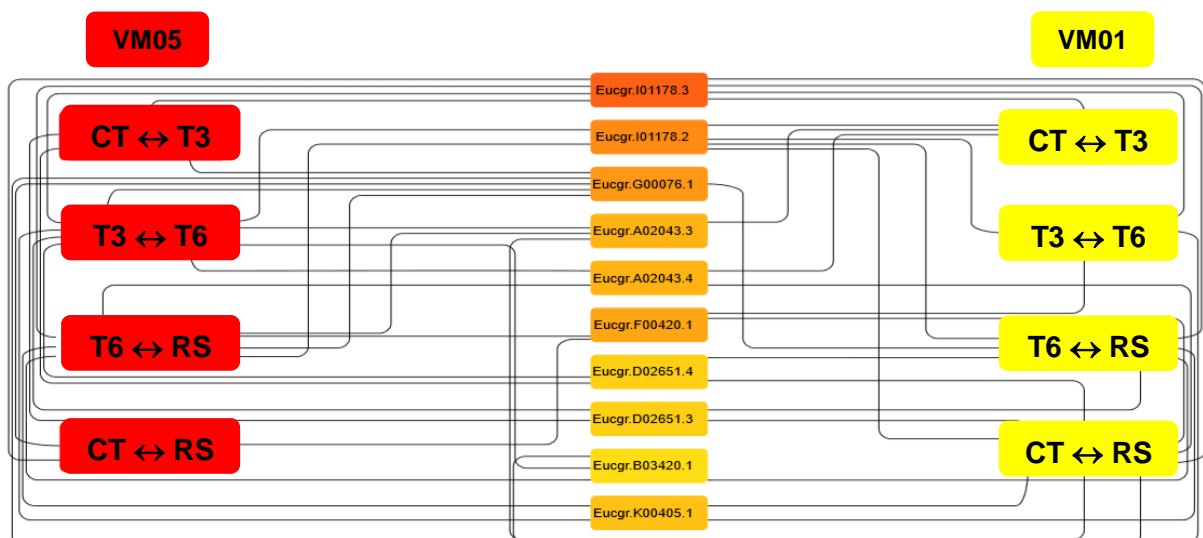 VM05
VM01
Eucgr.I01178.3
CT ↔ T3
CT ↔ T3
Eucgr.I01178.2
Eucgr.G00076.1
T3 ↔ T6
Eucgr.A02043.3
T3 ↔ T6
Eucgr.A02043.4
Eucgr.F00420.1
T6 ↔ RS
T6 ↔ RS
Eucgr.D02651.4
Eucgr.D02651.3
CT ↔ RS
CT ↔ RS
Eucgr.B03420.1
Eucgr.K00405.1